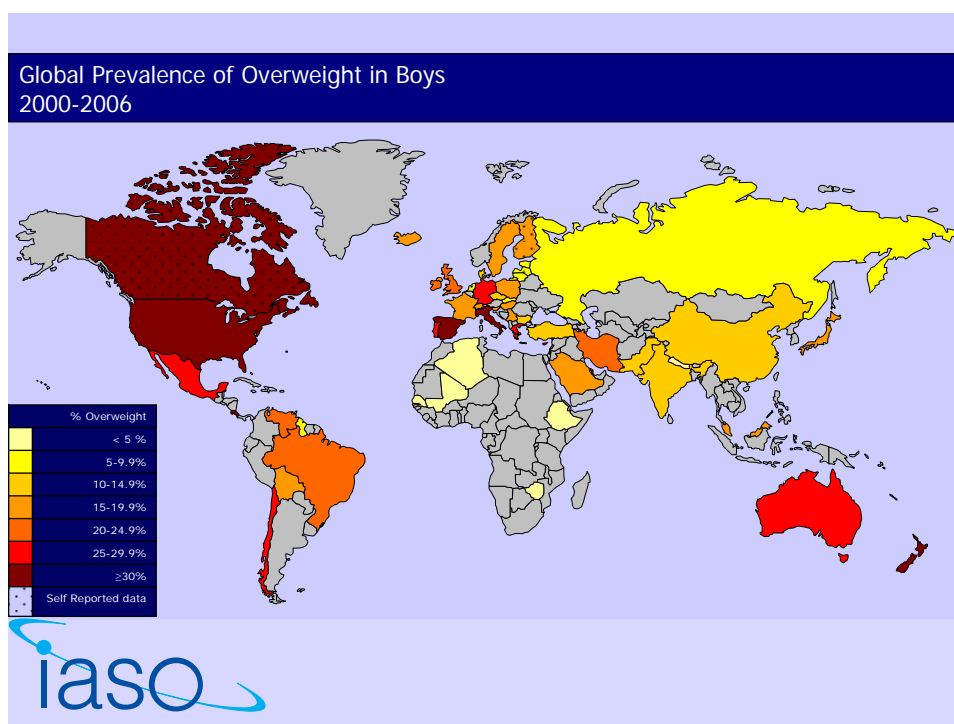 Global Prevalence of Overweight in Boys
2000-2006
% Overweight
< 5 %
5-9.9%
10-14.9%
15-19.9%
20-24.9%
25-29.9%
≥30%
Self Reported data
iaso